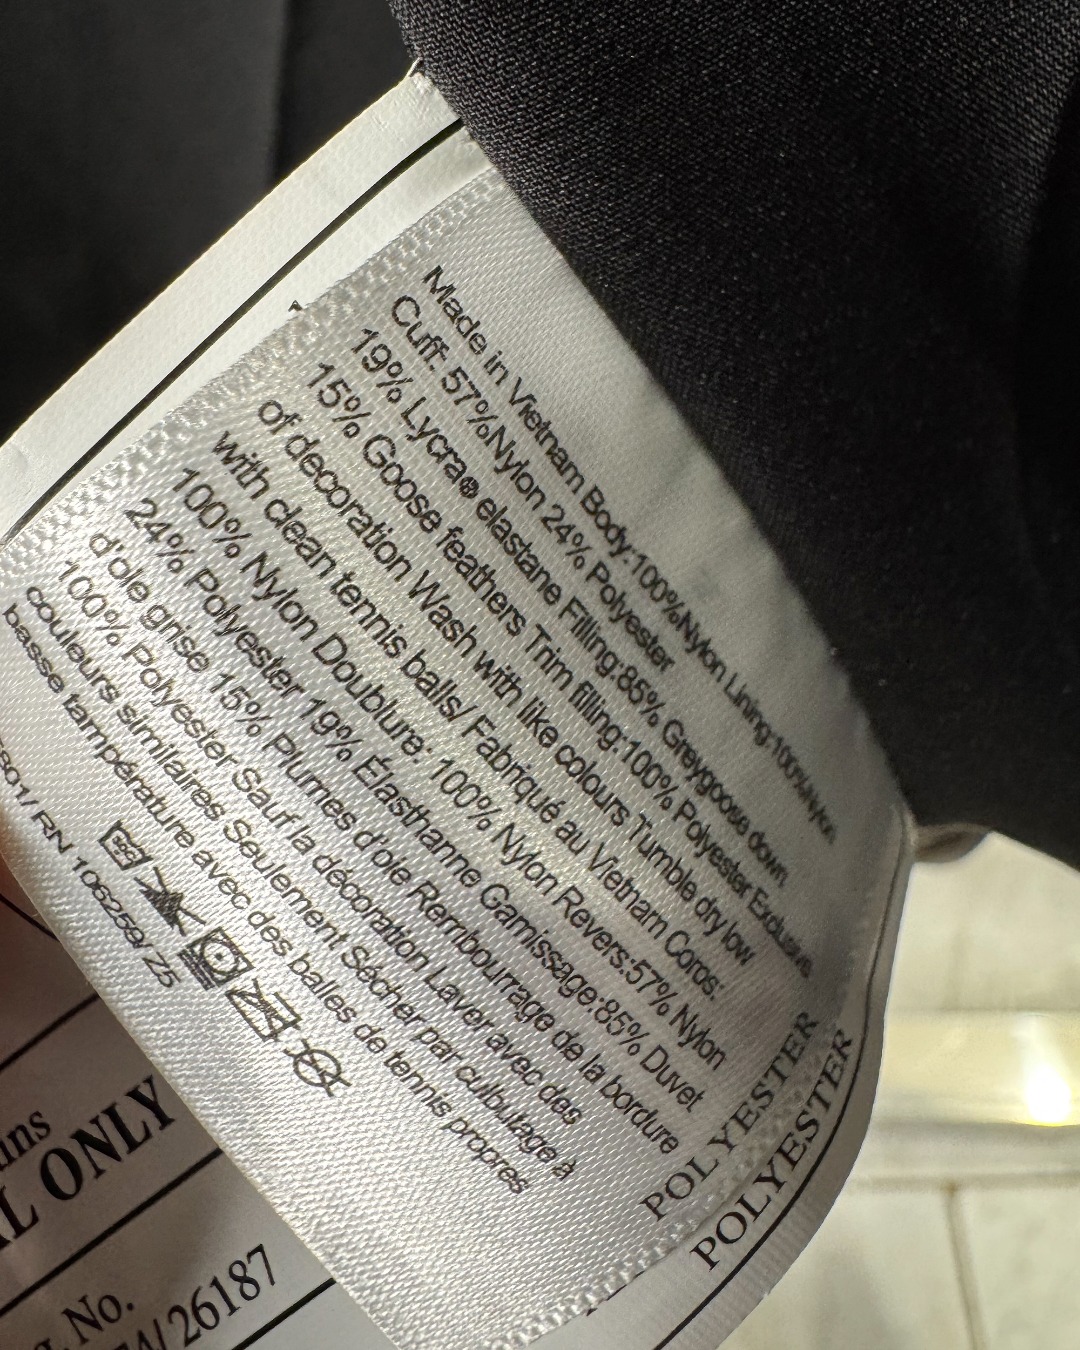 Made in Vietnam Body:100%Nylon Lining:100%Nylon
Cuff: 57%Nylon 24% Polyester
19% Lycra® elastane Filling:85% Greygoose down.
15% Goose feathers Trim filling:100% Polyester Exclusive
of decoration Wash with like colours Tumble dry low
with clean tennis balls/ Fabriqué au Vietnam Corps:
100% Nylon Doublure: 100% Nylon Revers:57% Nylon
24% Polyester 19% Élasthanne Garnissage:85% Duvet
d'oie grise 15% Plumes d'oie Rembourrage de la bordure
100% Polyester Sauf la décoration Laver avec des
couleurs similaires Seulement Sécher par culbutage à
basse température avec des balles de tennis propres
RN 106259/ Z5
POLYESTER
POLYESTER
ONLY
No.
26187